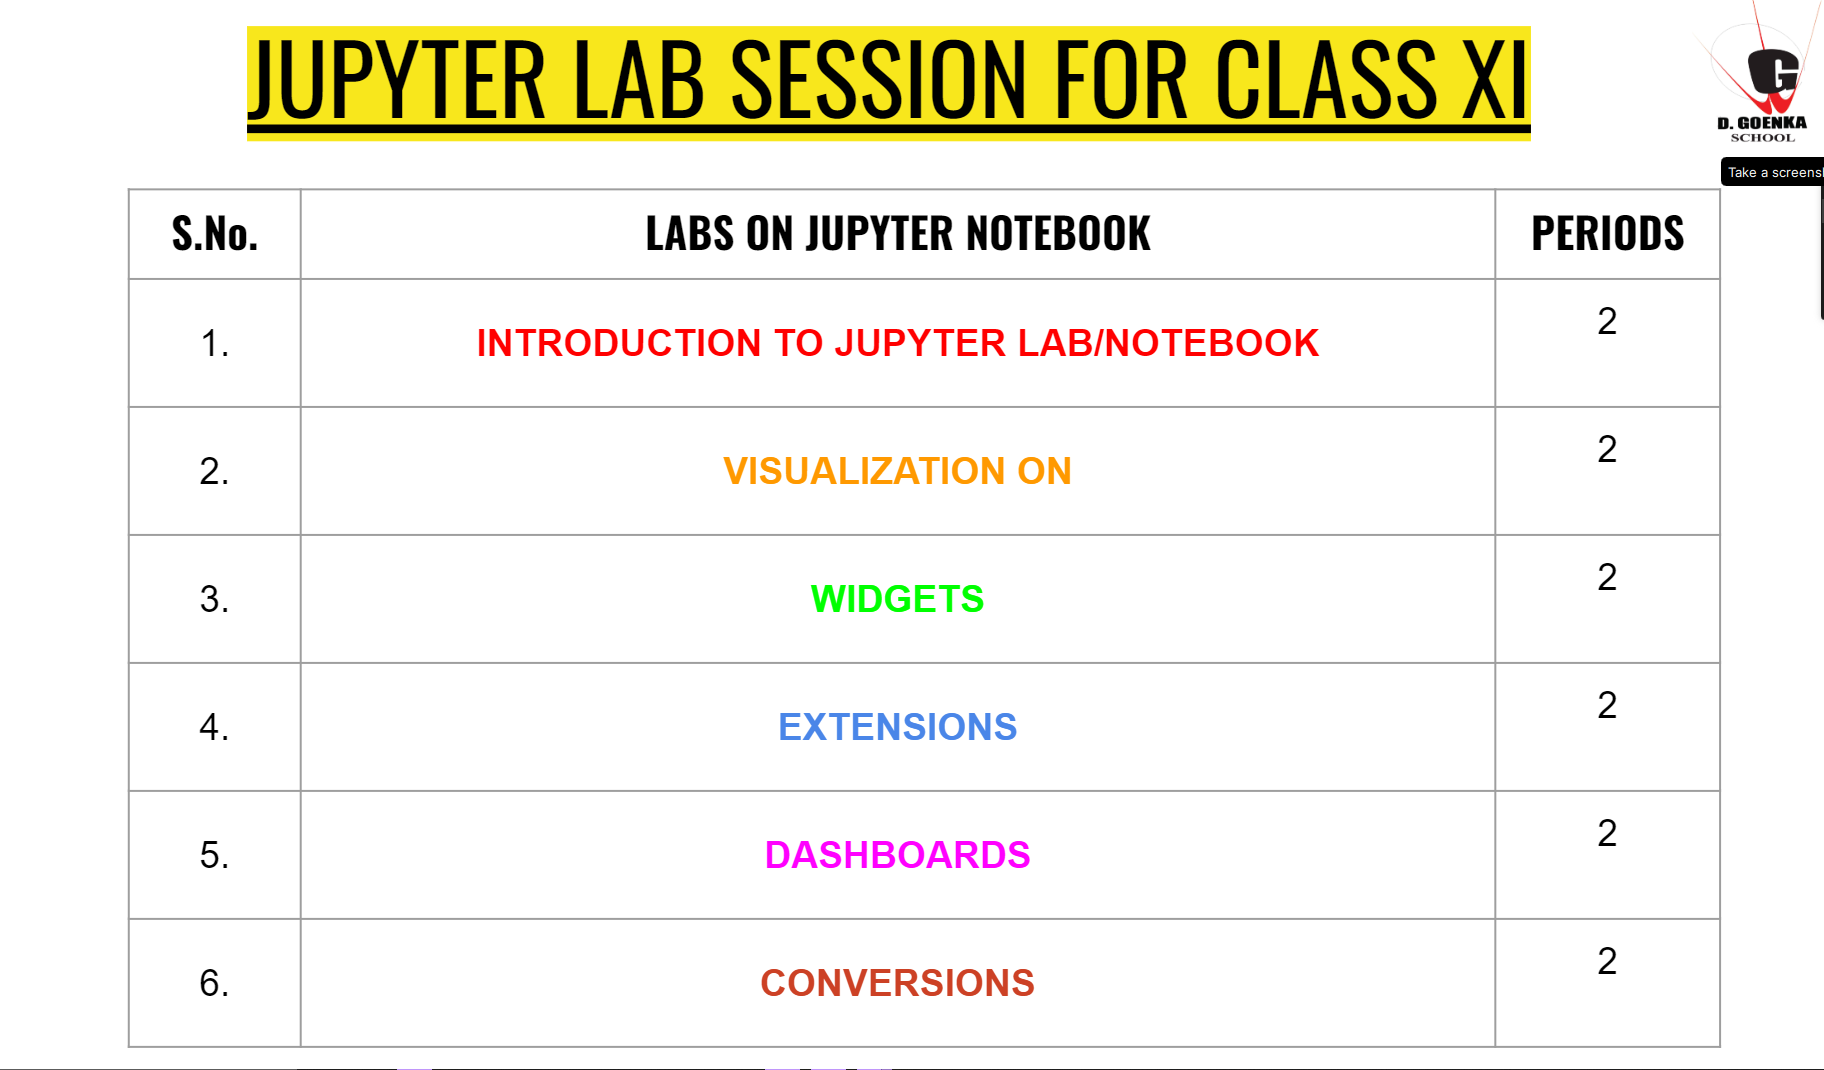 JUPYTER LAB SESSION FOR CLASS XI
G
D. GOENKA
SCHOOL
Take a
S.No. LABS ON JUPYTER NOTEBOOK PERIODS
1. INTRODUCTION TO JUPYTER LAB/NOTEBOOK 2
2. VISUALIZATION ON 2
3. WIDGETS 2
4. EXTENSIONS 2
5. DASHBOARDS 2
6. CONVERSIONS 2